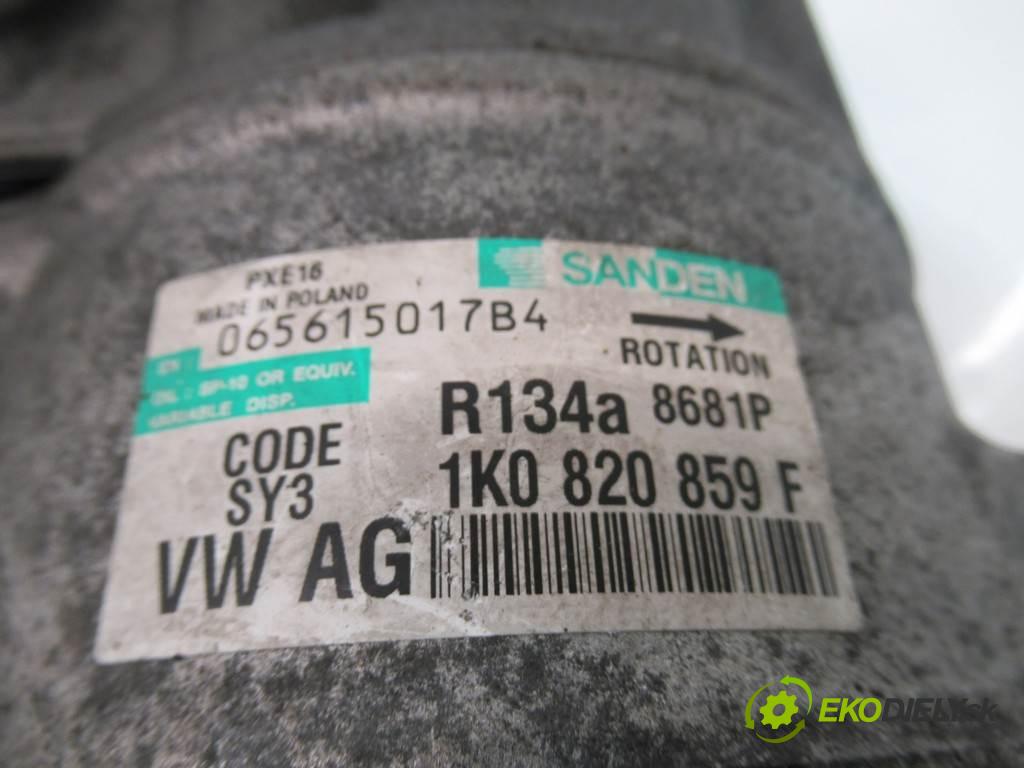 PXE16
MADE IN POLAND
SANDEN
065615017B4
ROTATION
OIL : SP-10 OR EQUIV.
VARIABLE DISP.
R134a 8681P
CODE
SY3
1K0 820 859 F
VW AG
EKODIELY.sk